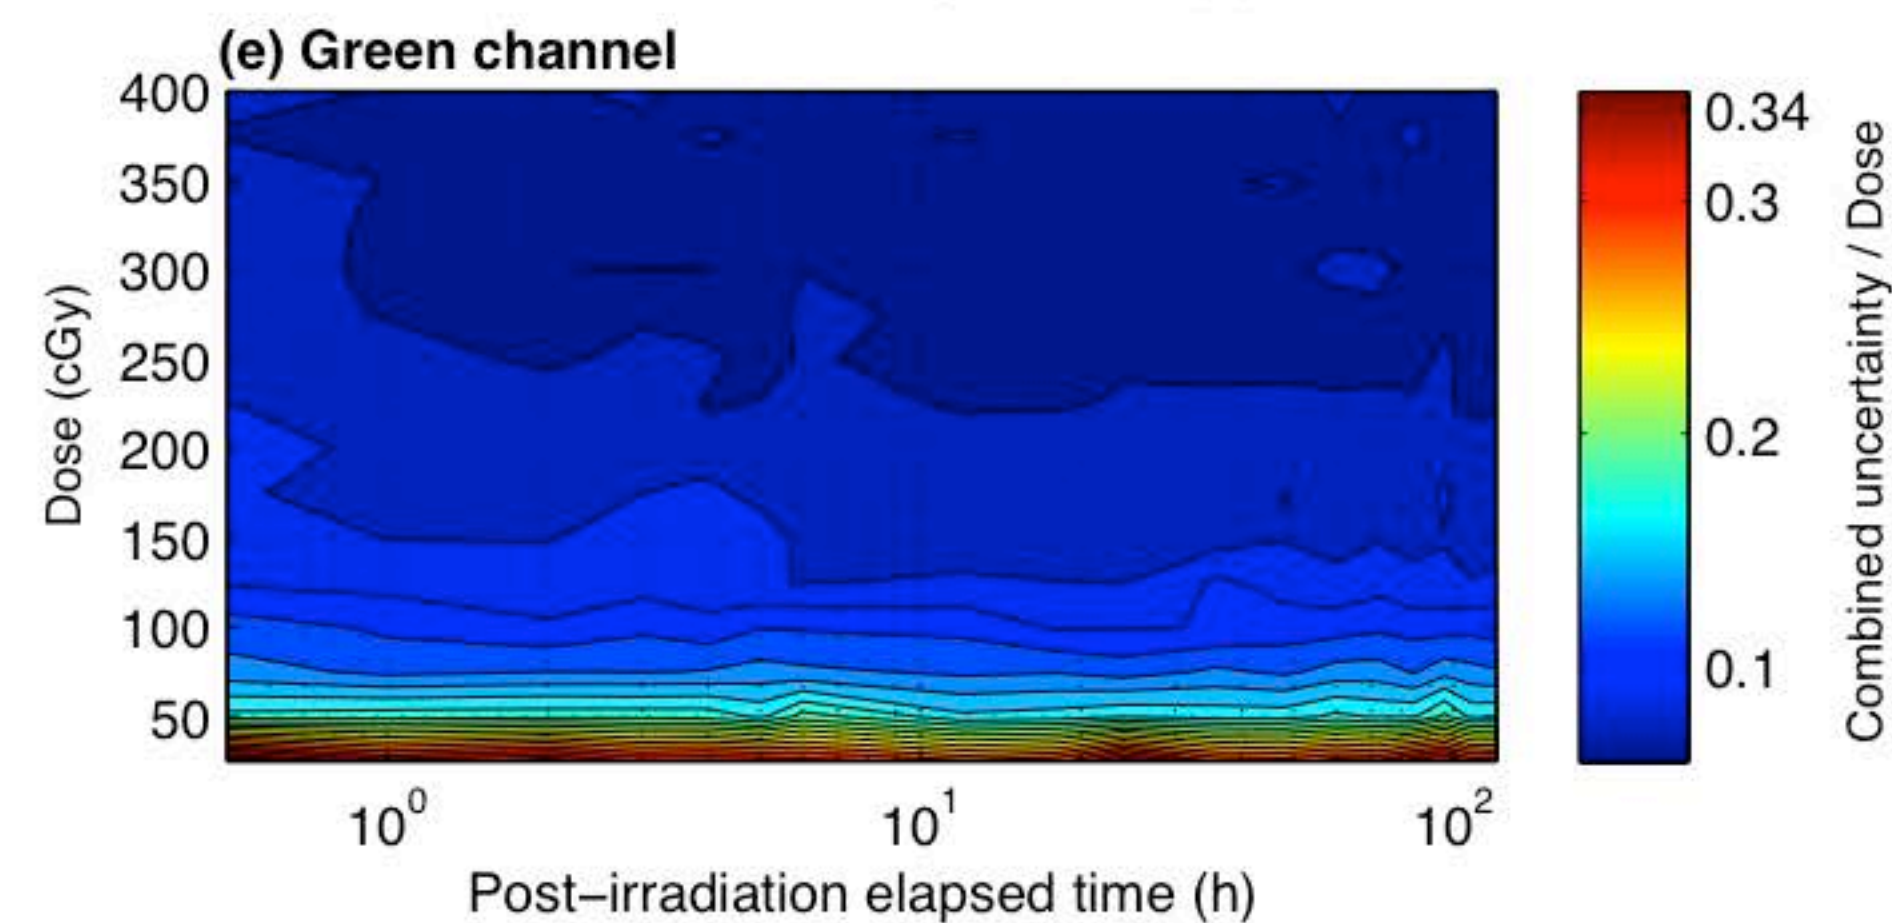 (e) Green channel
400
350
300
250
200
150
100
50
Dose (cGy)
10^0 10^1 10^2
Post–irradiation elapsed time (h)
0.34
0.3
0.2
0.1
Combined uncertainty / Dose